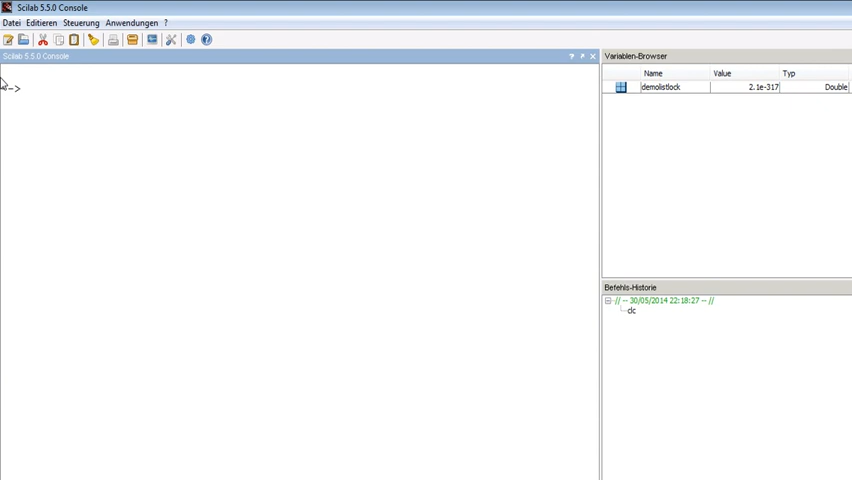 Scilab 5.5.0 Console
Datei Editieren Steuerung Anwendungen ?
Scilab 5.5.0 Console
-->
Variablen-Browser
Name Value Typ
demolistlock 2.1e-317 Double
Befehls-Historie
// -- 30/05/2014 22:18:27 -- //
clc